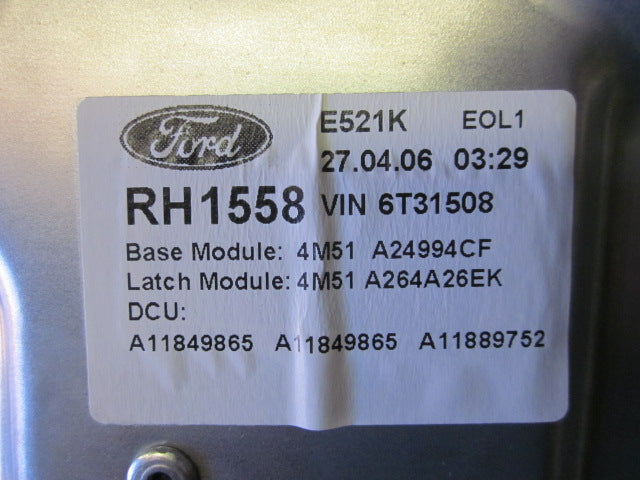 Ford E521K EOL1
27.04.06 03:29
RH1558 VIN 6T31508
Base Module: 4M51 A24994CF
Latch Module: 4M51 A264A26EK
DCU:
A11849865 A11849865 A11889752